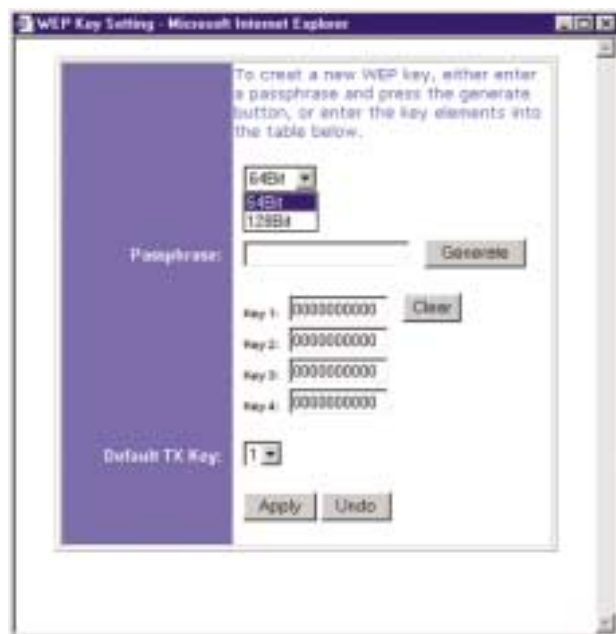 WEP Key Setting - Microsoft Internet Explorer
To creat a new WEP key, either enter
a passphrase and press the generate
button, or enter the key elements into
the table below.
64Bit
64Bit
128Bit
Passphrase: Generate
Key 1: 0000000000 Clear
Key 2: 0000000000
Key 3: 0000000000
Key 4: 0000000000
Default TX Key: 1
Apply Undo